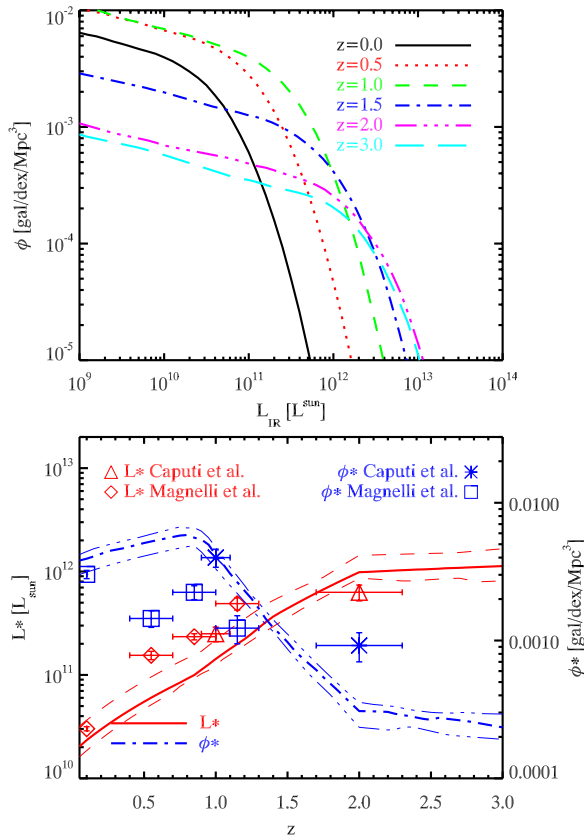 10^-2
10^-3
10^-4
10^-5
ϕ [gal/dex/Mpc^3]
z=0.0
z=0.5
z=1.0
z=1.5
z=2.0
z=3.0
10^9 10^10 10^11 10^12 10^13 10^14
L_IR [L^sun]
10^13
10^12
10^11
10^10
L* [L_sun]
L* Caputi et al.
L* Magnelli et al.
ϕ* Caputi et al.
ϕ* Magnelli et al.
L*
ϕ*
0.0100
0.0010
0.0001
ϕ* [gal/dex/Mpc^3]
0.5 1.0 1.5 2.0 2.5 3.0
z